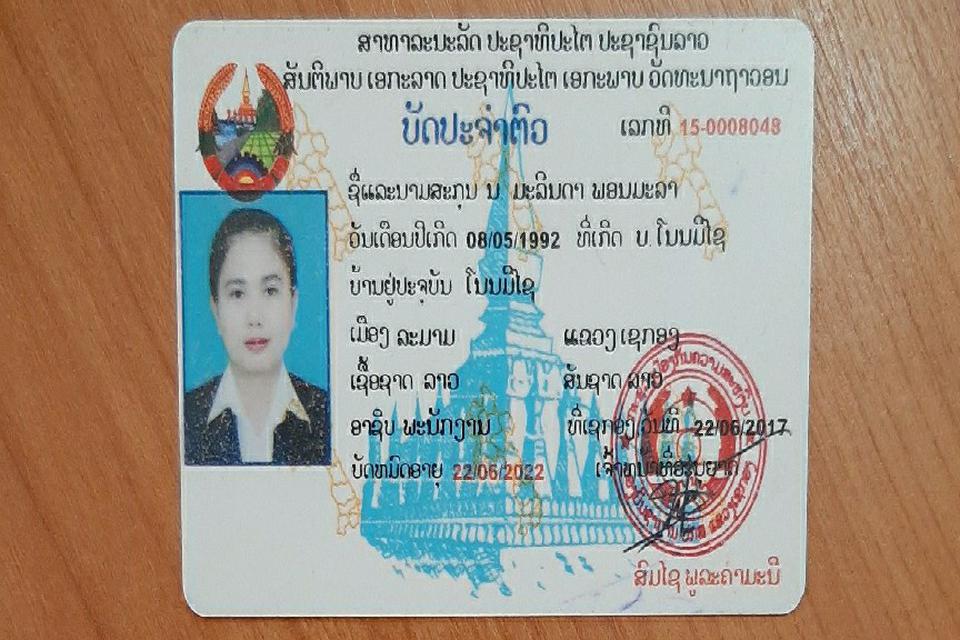 ສາທາລະນະລັດ ປະຊາທິປະໄຕ ປະຊາຊົນລາວ
ສັນຕິພາບ ເອກະລາດ ປະຊາທິປະໄຕ ເອກະພາບ ວັດທະນາຖາວອນ
ບັດປະຈຳຕົວ ເລກທີ 15-0008048
ຊື່ແລະນາມສະກຸນ ນ ມະລິນດາ ພອນມະລາ
ວັນເດືອນປີເກີດ 08/05/1992 ທີ່ເກີດ ບ. ໂນນມີໄຊ
ບ້ານຢູ່ປະຈຸບັນ ໂນນມີໄຊ
ເມືອງ ລະມາມ ແຂວງ ເຊກອງ
ເຊື້ອຊາດ ລາວ ສັນຊາດ ລາວ
ອາຊີບ ພະນັກງານ ທີ່ເຊກອງ ວັນທີ 22/06/2017
ບັດຫມົດອາຍຸ 22/06/2022 ເຈົ້າຫນ້າທີ່ອະນຸຍາດ
ສົມໄຊ ພູລະຄຳມະນີ